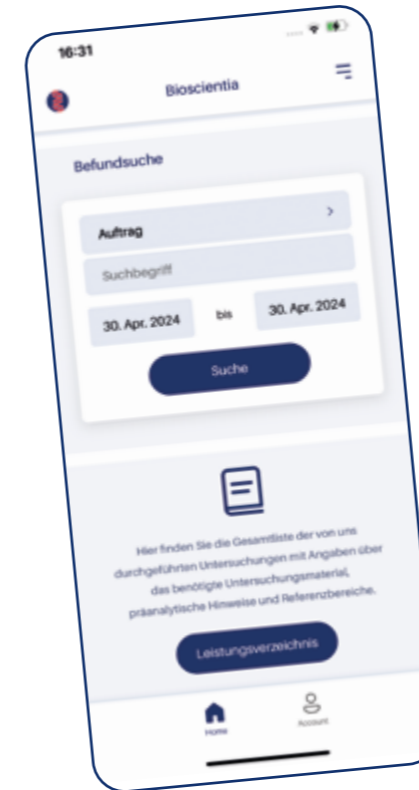 16:31
Bioscientia
Befundsuche
Auftrag
Suchbegriff
30. Apr. 2024 bis 30. Apr. 2024
Suche
Hier finden Sie die Gesamtliste der von uns
durchgeführten Untersuchungen mit Angaben über
das benötigte Untersuchungsmaterial,
präanalytische Hinweise und Referenzbereiche.
Leistungsverzeichnis
Home Account